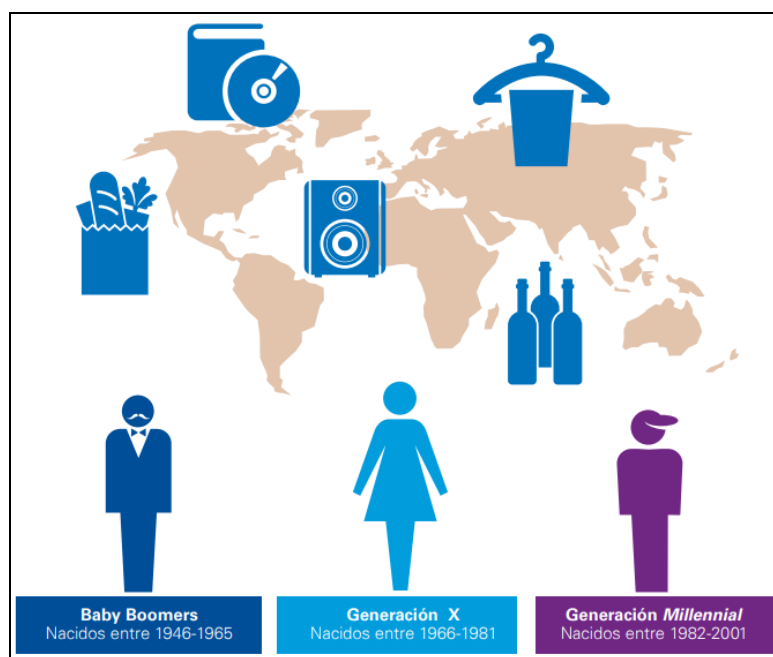 Baby Boomers
Nacidos entre 1946-1965
Generación X
Nacidos entre 1966-1981
Generación Millennial
Nacidos entre 1982-2001